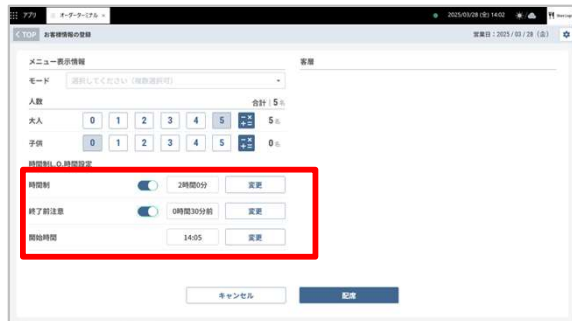 アプリ
オーダーターミナル ×
2025/03/28(金) 14:02
< TOP お客様情報の登録
営業日:2025/03/28(金)
メニュー表示情報
客層
モード 選択してください(複数選択可)
人数 合計:5名
大人 0 1 2 3 4 5 5名
子供 0 1 2 3 4 5 0名
時間制L.O.時間設定
時間制 2時間0分 変更
終了前注意 0時間30分前 変更
開始時間 14:05 変更
キャンセル 配席